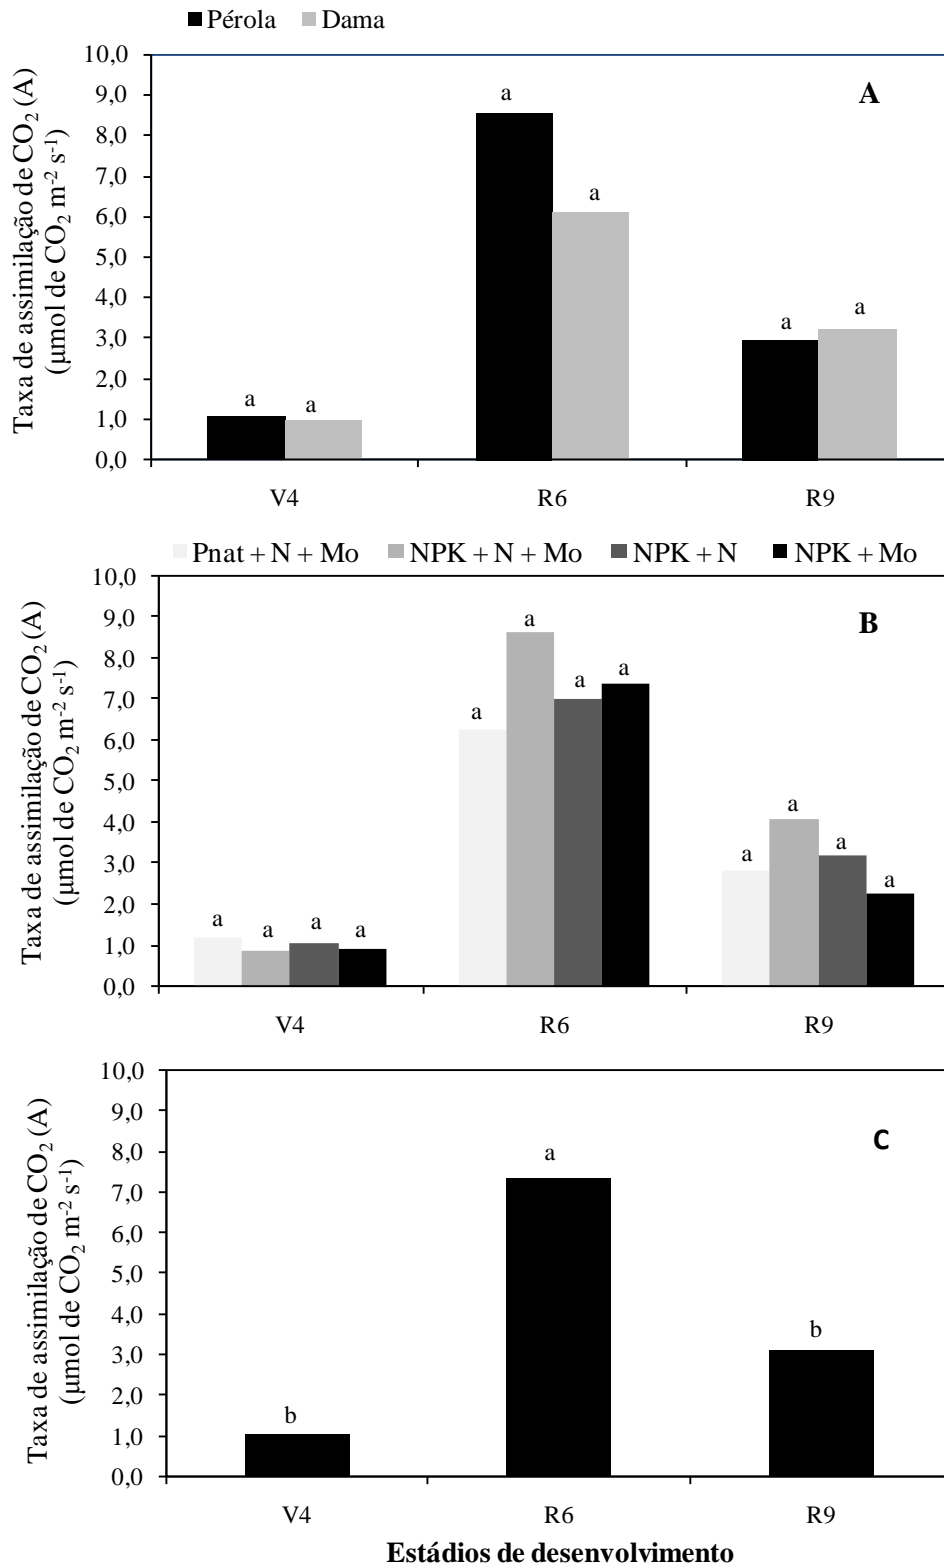 Pérola Dama
Taxa de assimilação de CO₂ (A)
(μmol de CO₂ m⁻² s⁻¹)
10,0
9,0
8,0
7,0
6,0
5,0
4,0
3,0
2,0
1,0
0,0
A
a
a
a
a
a
a
V4 R6 R9
Pnat + N + Mo NPK + N + Mo NPK + N NPK + Mo
Taxa de assimilação de CO₂ (A)
(μmol de CO₂ m⁻² s⁻¹)
10,0
9,0
8,0
7,0
6,0
5,0
4,0
3,0
2,0
1,0
0,0
B
a
a
a
a
a
a
a
a
a
a
a
a
V4 R6 R9
Taxa de assimilação de CO₂ (A)
(μmol de CO₂ m⁻² s⁻¹)
10,0
9,0
8,0
7,0
6,0
5,0
4,0
3,0
2,0
1,0
0,0
C
b
a
b
V4 R6 R9
Estádios de desenvolvimento